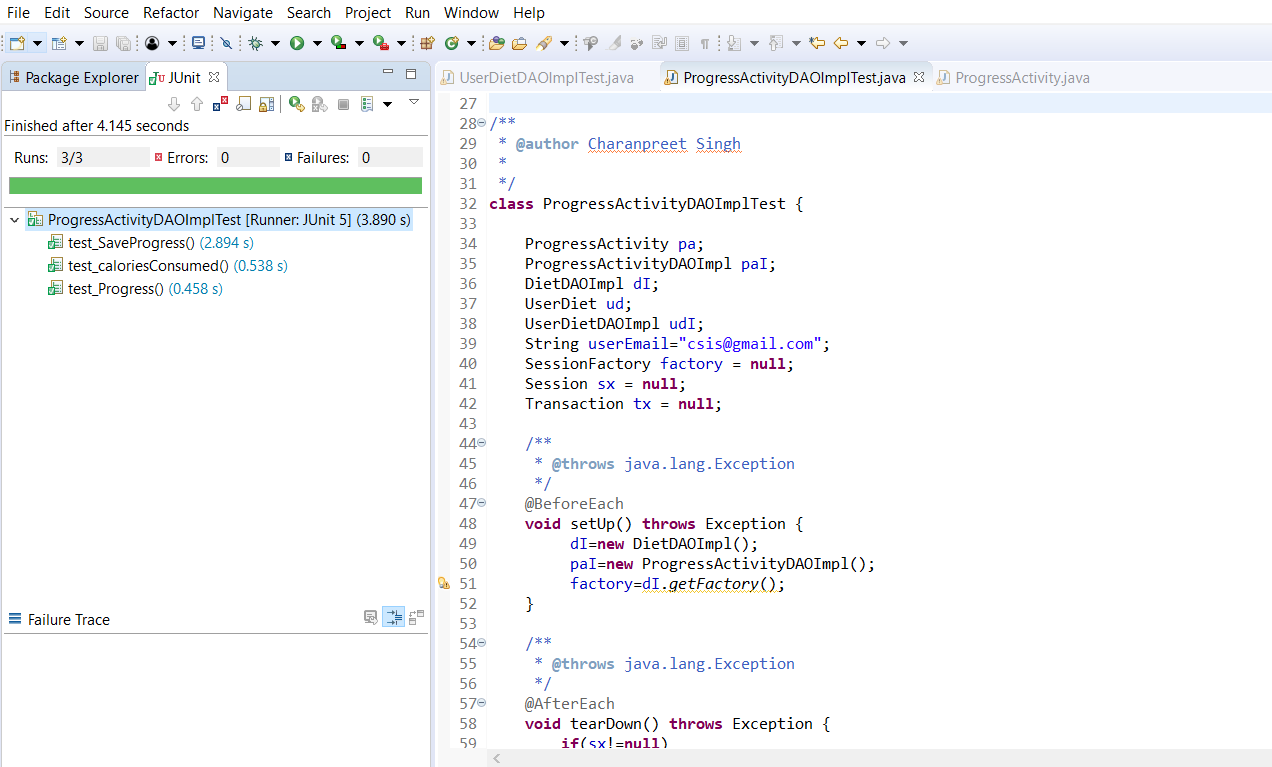 File Edit Source Refactor Navigate Search Project Run Window Help
Package Explorer JUnit
Finished after 4.145 seconds
Runs: 3/3 Errors: 0 Failures: 0
ProgressActivityDAOImplTest [Runner: JUnit 5] (3.890 s)
test_SaveProgress() (2.894 s)
test_caloriesConsumed() (0.538 s)
test_Progress() (0.458 s)
Failure Trace
UserDietDAOImplTest.java ProgressActivityDAOImplTest.java ProgressActivity.java
27
28 /**
29 * @author Charanpreet Singh
30 *
31 */
32 class ProgressActivityDAOImplTest {
33
34 ProgressActivity pa;
35 ProgressActivityDAOImpl paI;
36 DietDAOImpl dI;
37 UserDiet ud;
38 UserDietDAOImpl udI;
39 String userEmail="csis@gmail.com";
40 SessionFactory factory = null;
41 Session sx = null;
42 Transaction tx = null;
43
44 /**
45 * @throws java.lang.Exception
46 */
47 @BeforeEach
48 void setUp() throws Exception {
49 dI=new DietDAOImpl();
50 paI=new ProgressActivityDAOImpl();
51 factory=dI.getFactory();
52 }
53
54 /**
55 * @throws java.lang.Exception
56 */
57 @AfterEach
58 void tearDown() throws Exception {
59 if(sx!=null)